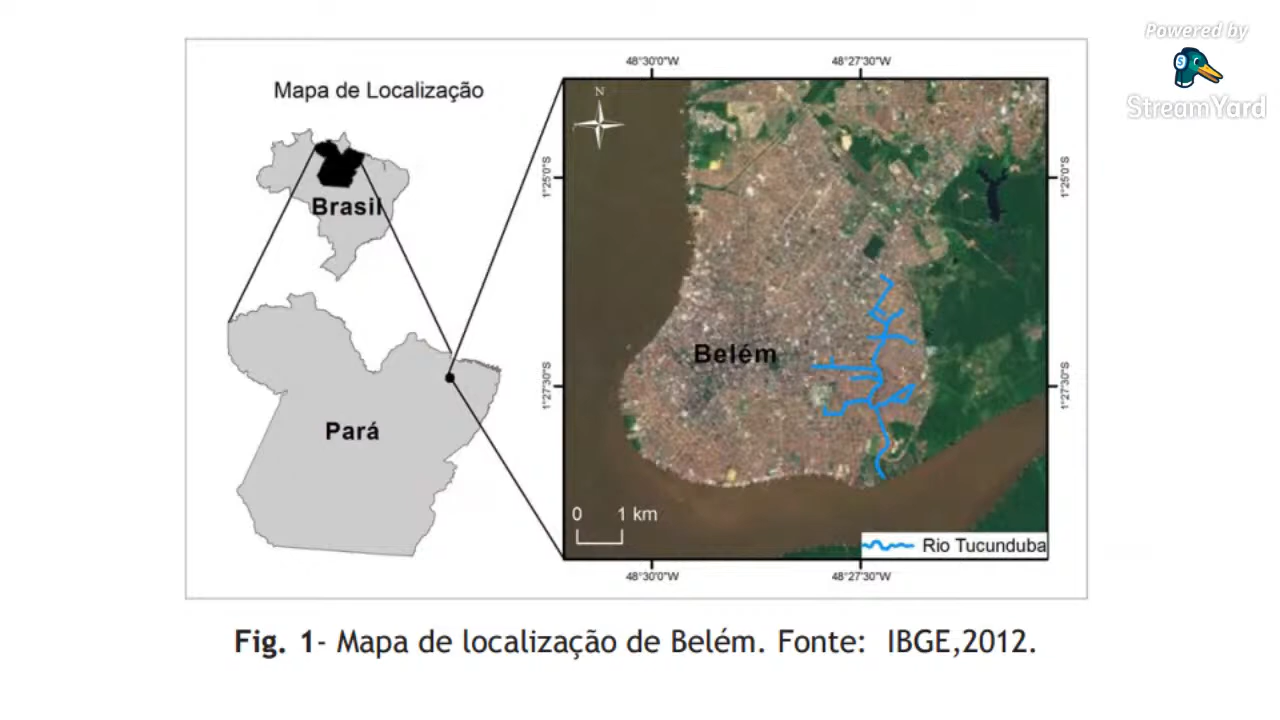 Powered by
StreamYard
Mapa de Localização
Brasil
Pará
48°30'0"W
48°27'30"W
N
1°25'0"S
1°25'0"S
Belém
1°27'30"S
1°27'30"S
0 1 km
Rio Tucunduba
48°30'0"W
48°27'30"W
Fig. 1- Mapa de localização de Belém. Fonte: IBGE,2012.